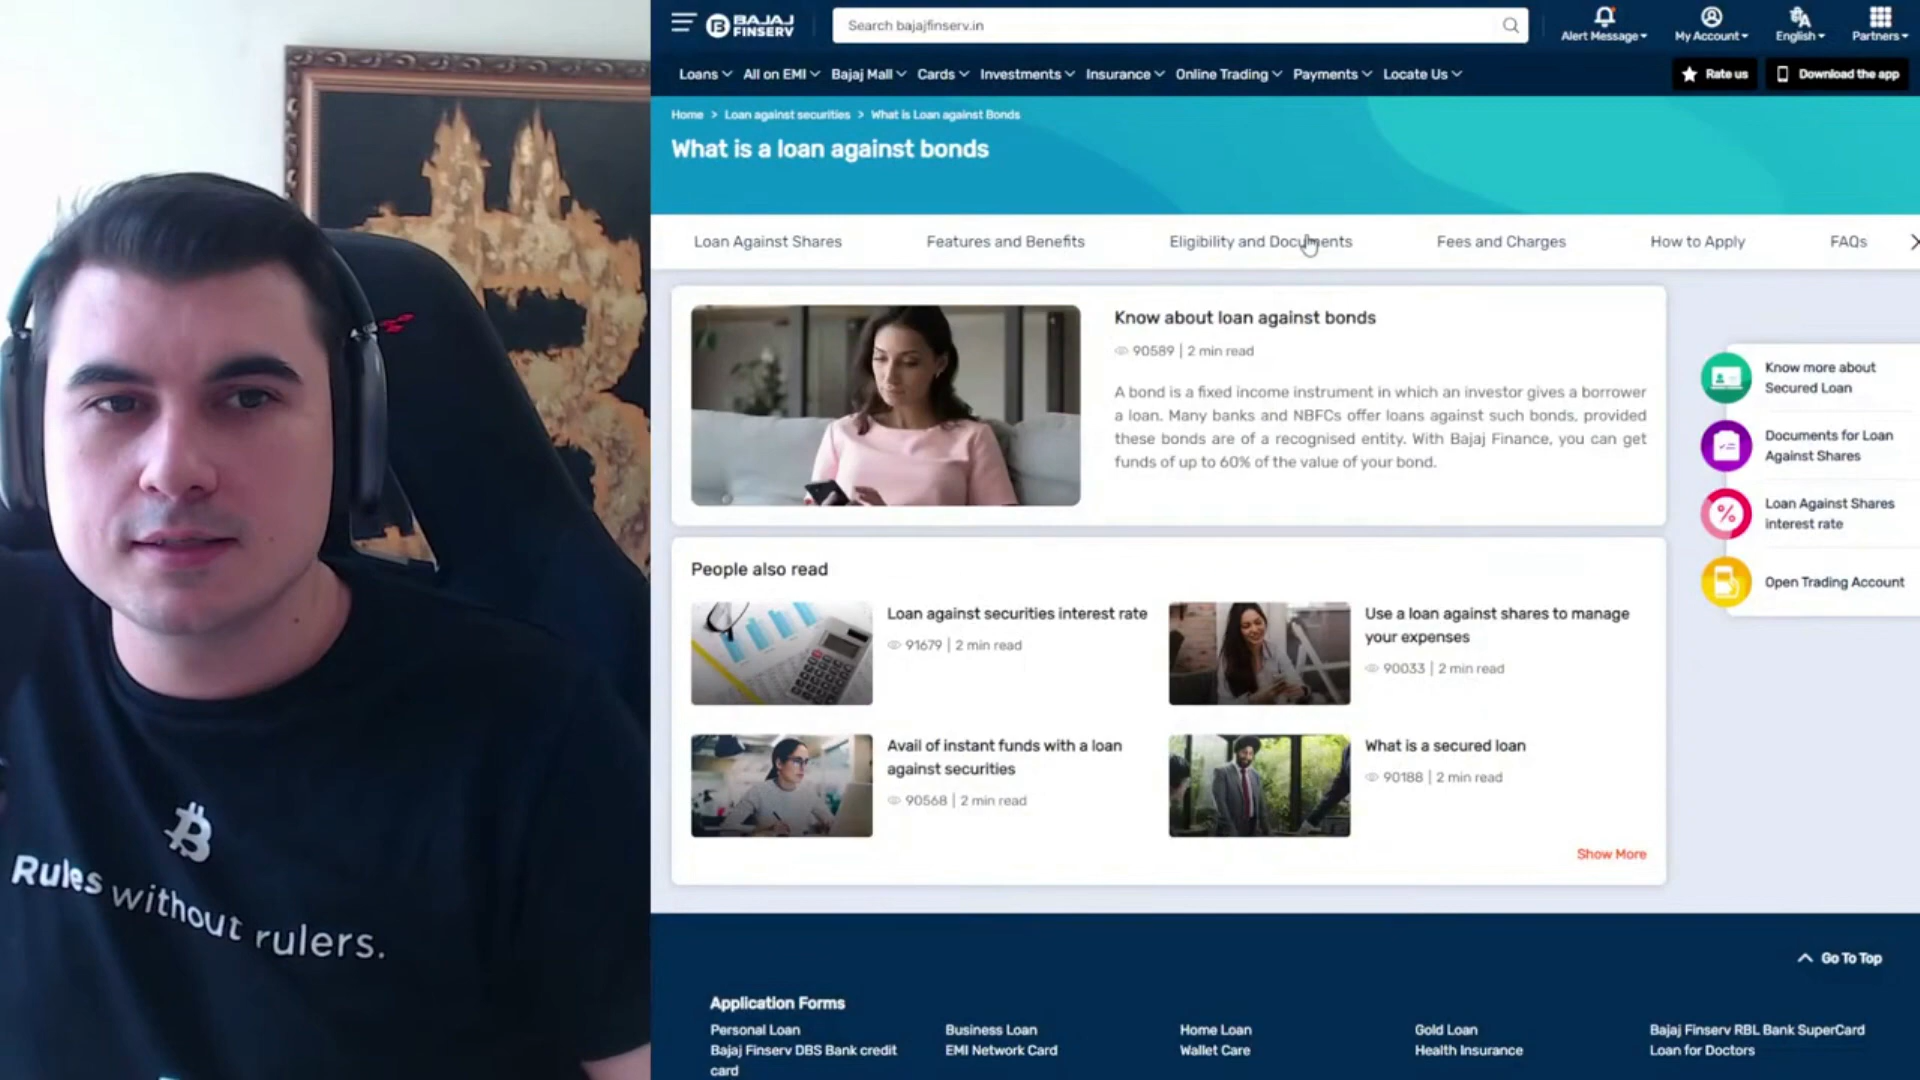 BAJAJ FINSERV
Search bajajfinserv.in
Alert Message
My Account
English
Partners
Loans
All on EMI
Bajaj Mall
Cards
Investments
Insurance
Online Trading
Payments
Locate Us
Rate us
Download the app
Home > Loan against securities > What is Loan against Bonds
What is a loan against bonds
Loan Against Shares
Features and Benefits
Eligibility and Documents
Fees and Charges
How to Apply
FAQs
Know about loan against bonds
90589 | 2 min read
A bond is a fixed income instrument in which an investor gives a borrower
a loan. Many banks and NBFCs offer loans against such bonds, provided
these bonds are of a recognised entity. With Bajaj Finance, you can get
funds of up to 60% of the value of your bond.
Know more about
Secured Loan
Documents for Loan
Against Shares
Loan Against Shares
interest rate
Open Trading Account
People also read
Loan against securities interest rate
91679 | 2 min read
Use a loan against shares to manage
your expenses
90033 | 2 min read
Avail of instant funds with a loan
against securities
90568 | 2 min read
What is a secured loan
90188 | 2 min read
Show More
Go To Top
Application Forms
Personal Loan
Business Loan
Home Loan
Gold Loan
Bajaj Finserv RBL Bank SuperCard
Bajaj Finserv DBS Bank credit
card
EMI Network Card
Wallet Care
Health Insurance
Loan for Doctors
Rules without rulers.